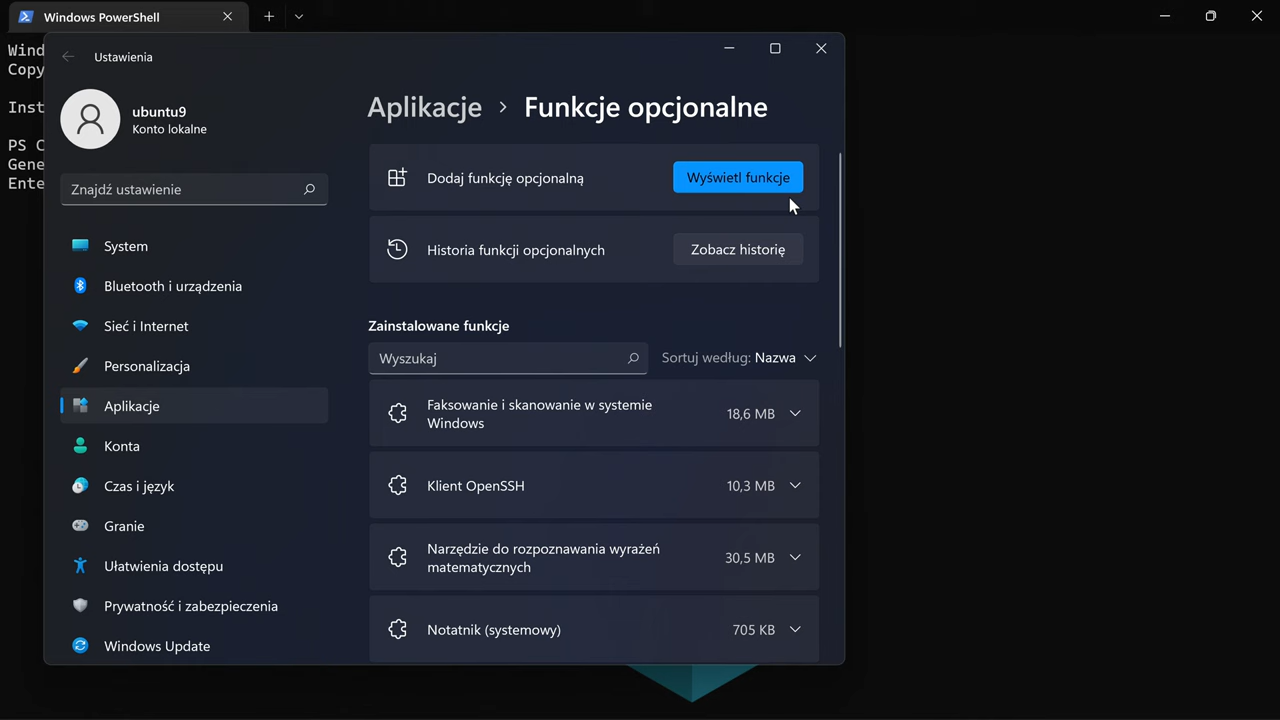 Windows PowerShell
Wind
Copy
Inst
PS C
Gene
Ente
Ustawienia
ubuntu9
Konto lokalne
Znajdź ustawienie
System
Bluetooth i urządzenia
Sieć i Internet
Personalizacja
Aplikacje
Konta
Czas i język
Granie
Ułatwienia dostępu
Prywatność i zabezpieczenia
Windows Update
Aplikacje > Funkcje opcjonalne
Dodaj funkcję opcjonalną
Wyświetl funkcje
Historia funkcji opcjonalnych
Zobacz historię
Zainstalowane funkcje
Wyszukaj
Sortuj według: Nazwa
Faksowanie i skanowanie w systemie
Windows
18,6 MB
Klient OpenSSH
10,3 MB
Narzędzie do rozpoznawania wyrażeń
matematycznych
30,5 MB
Notatnik (systemowy)
705 KB